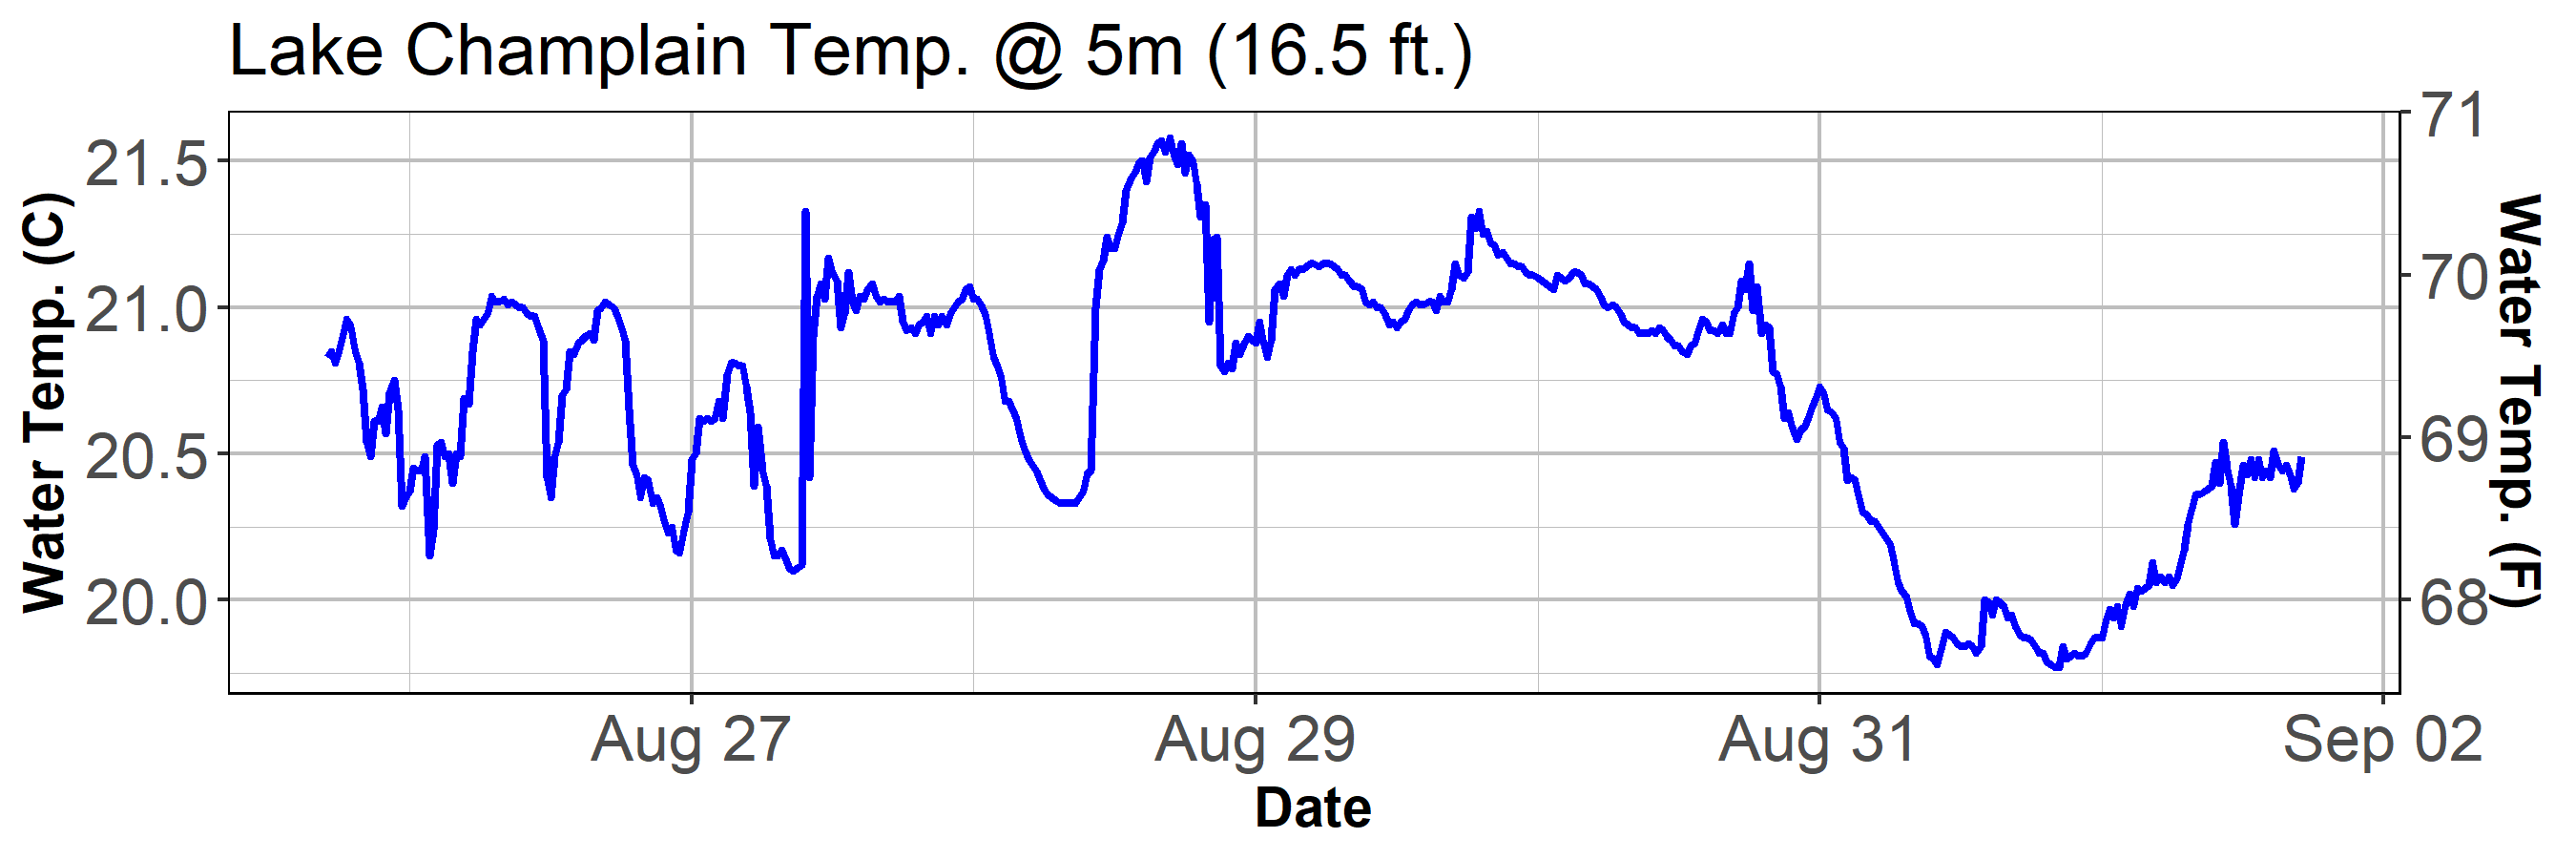 Lake Champlain Temp. @ 5m (16.5 ft.)
Water Temp. (C)
21.5
21.0
20.5
20.0
71
70
69
68
Water Temp. (F)
Aug 27 Aug 29 Aug 31 Sep 02
Date